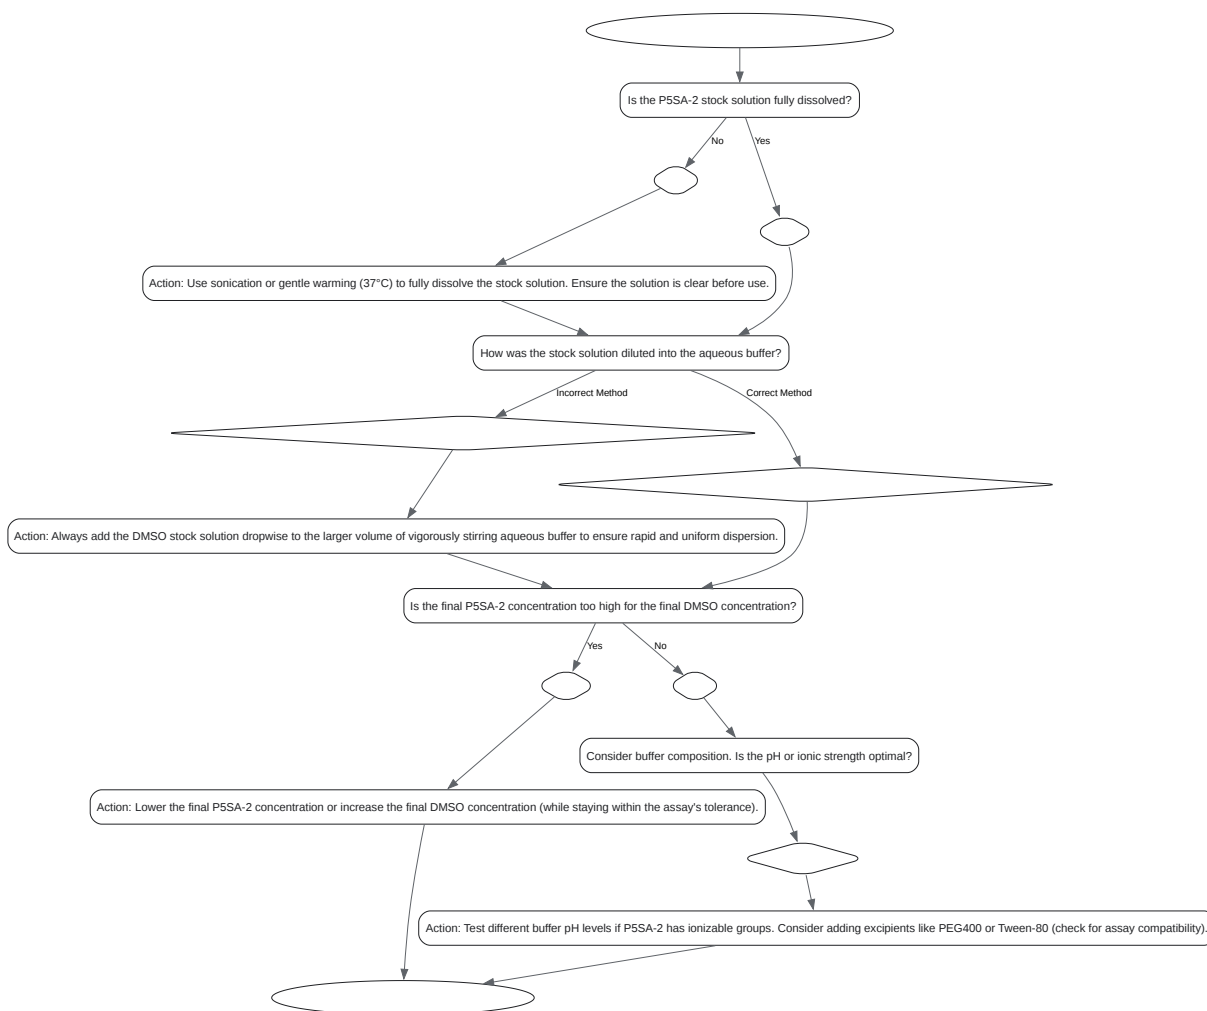 Is the P5SA-2 stock solution fully dissolved?
No
Yes
Action: Use sonication or gentle warming (37°C) to fully dissolve the stock solution. Ensure the solution is clear before use.
How was the stock solution diluted into the aqueous buffer?
Incorrect Method
Correct Method
Action: Always add the DMSO stock solution dropwise to the larger volume of vigorously stirring aqueous buffer to ensure rapid and uniform dispersion.
Is the final P5SA-2 concentration too high for the final DMSO concentration?
Yes
No
Consider buffer composition. Is the pH or ionic strength optimal?
Action: Lower the final P5SA-2 concentration or increase the final DMSO concentration (while staying within the assay's tolerance).
Action: Test different buffer pH levels if P5SA-2 has ionizable groups. Consider adding excipients like PEG400 or Tween-80 (check for assay compatibility).